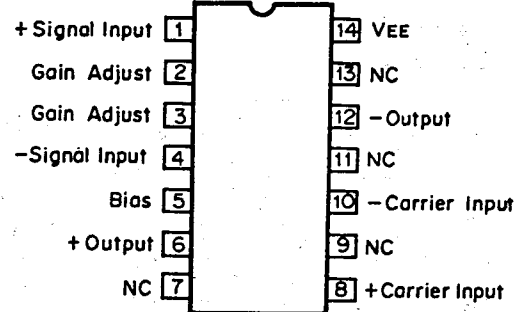 +Signal Input 1 14 VEE
Gain Adjust 2 13 NC
Gain Adjust 3 12 -Output
-Signal Input 4 11 NC
Bias 5 10 -Carrier Input
+Output 6 9 NC
NC 7 8 +Carrier Input